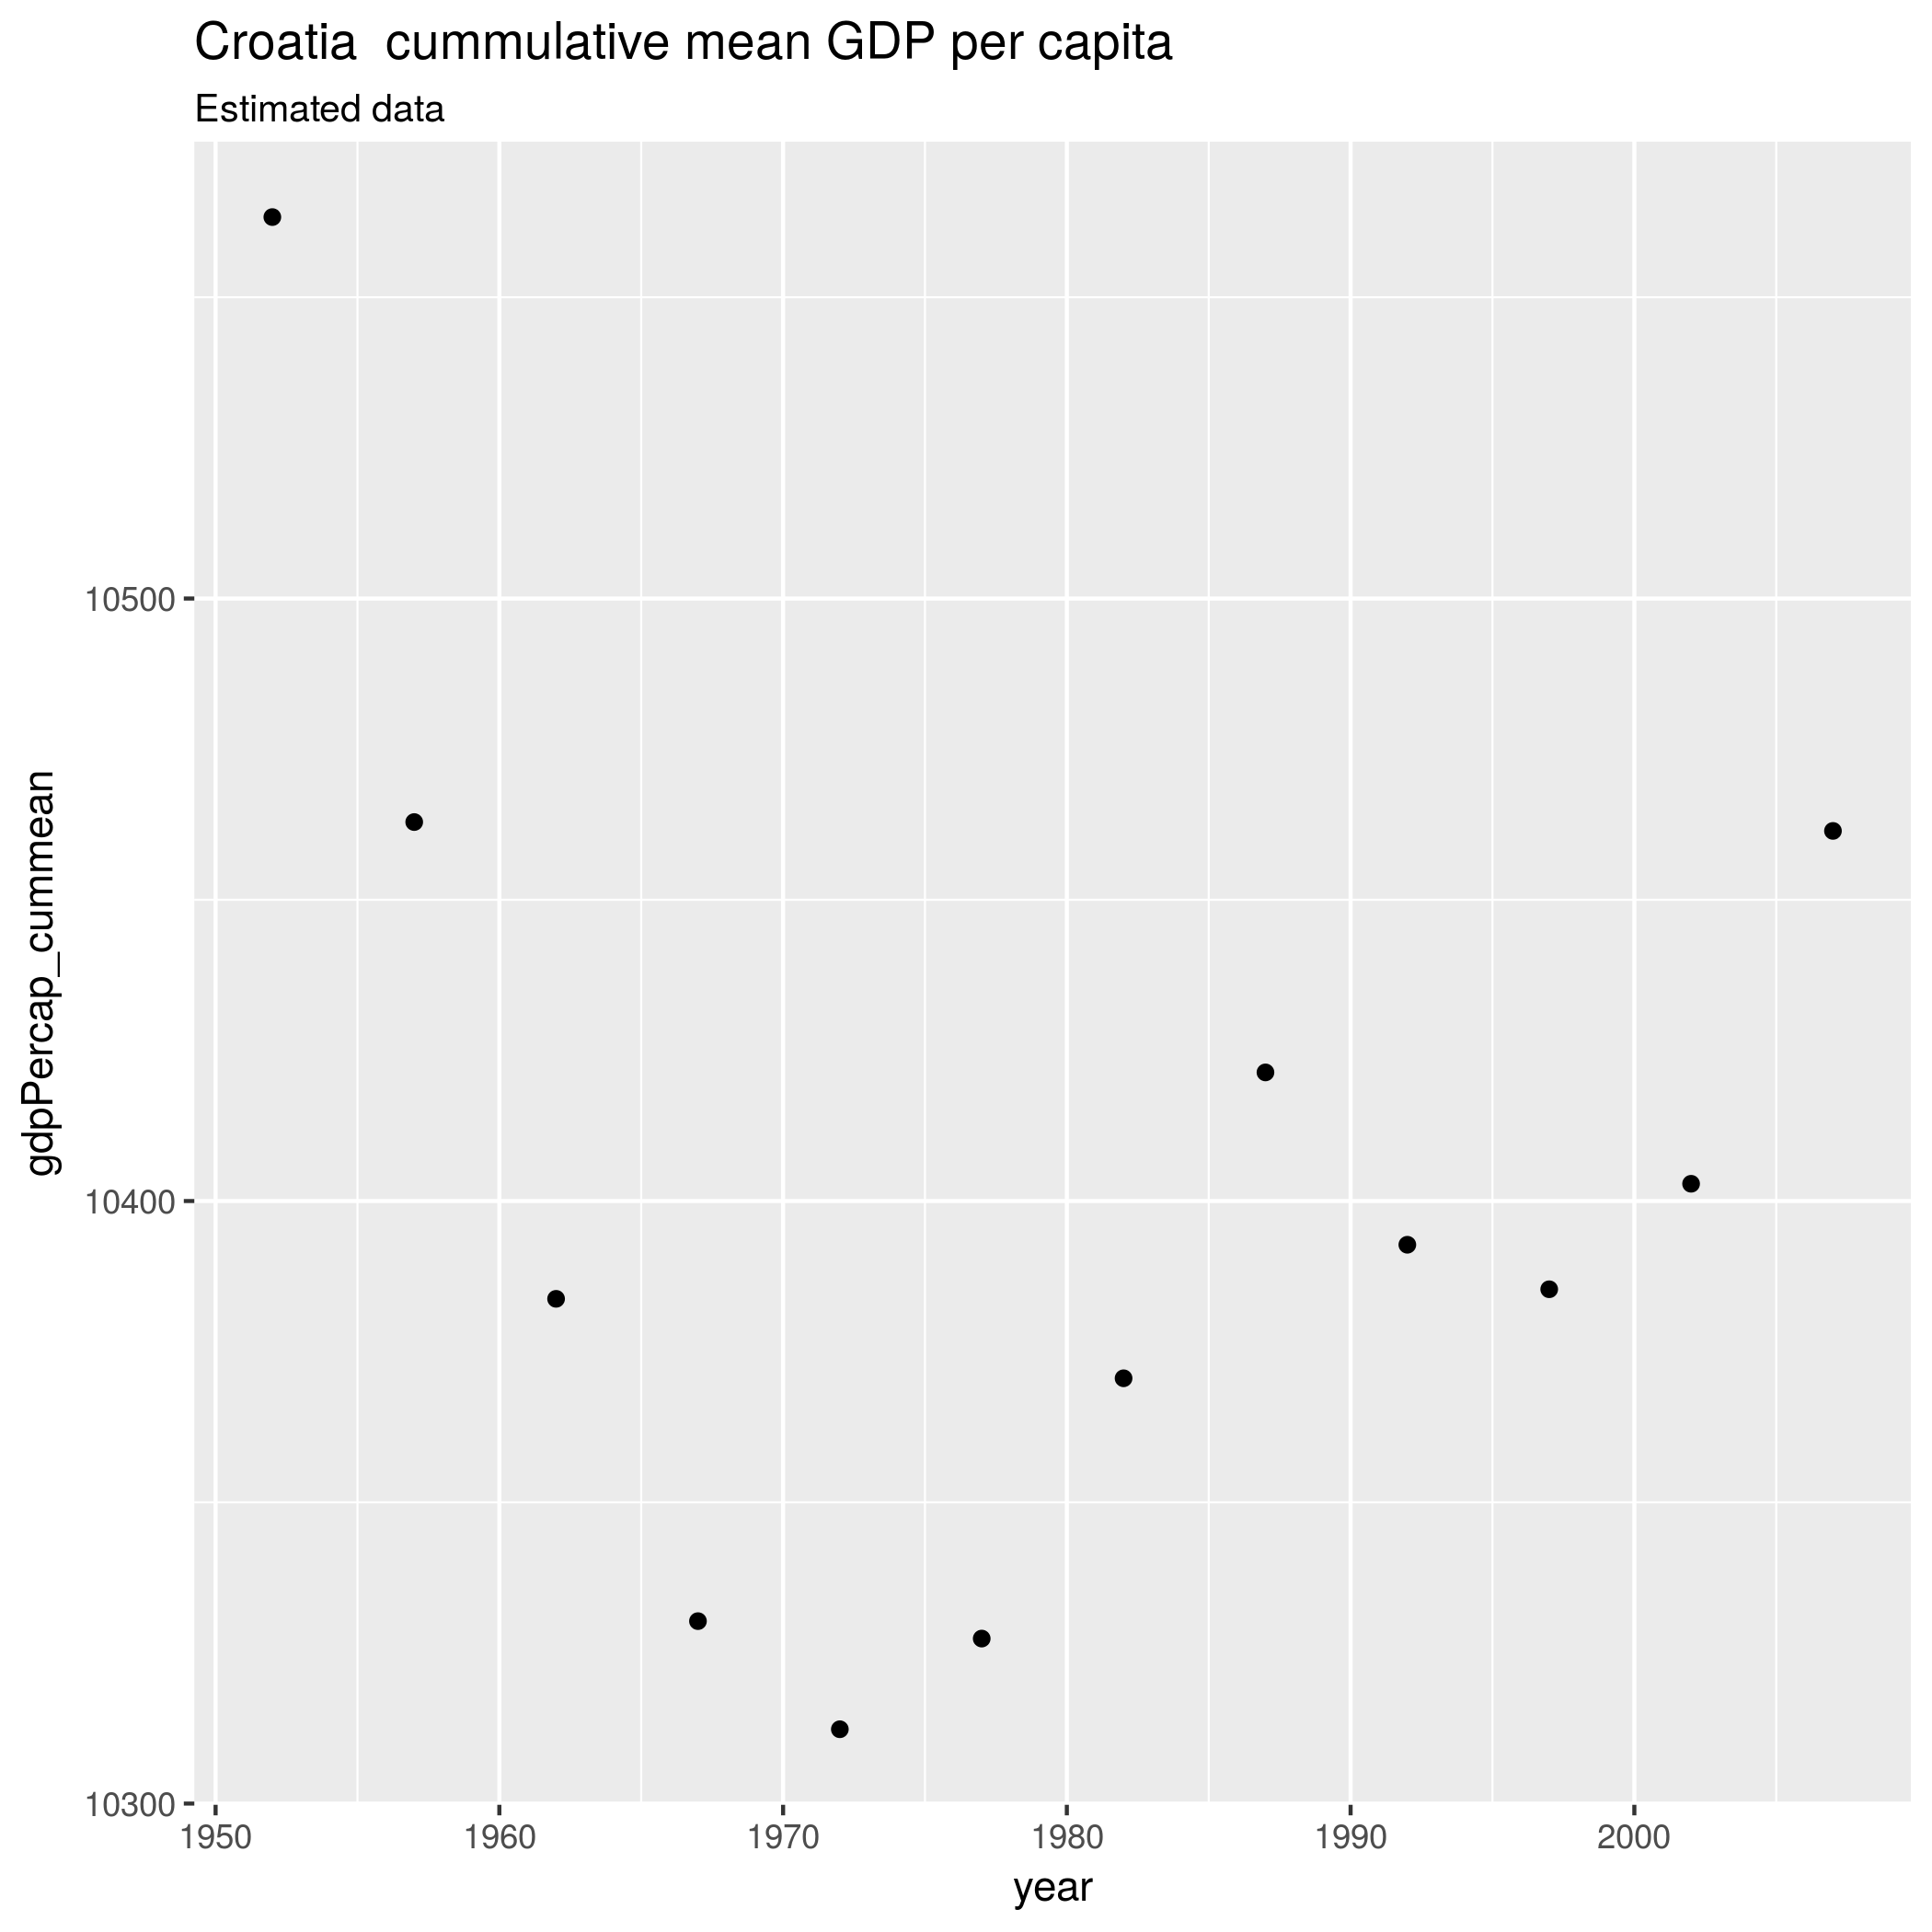 Croatia  cummulative mean GDP per capita
Estimated data
gdpPercap_cummean
10500
10400
10300
1950 1960 1970 1980 1990 2000
year